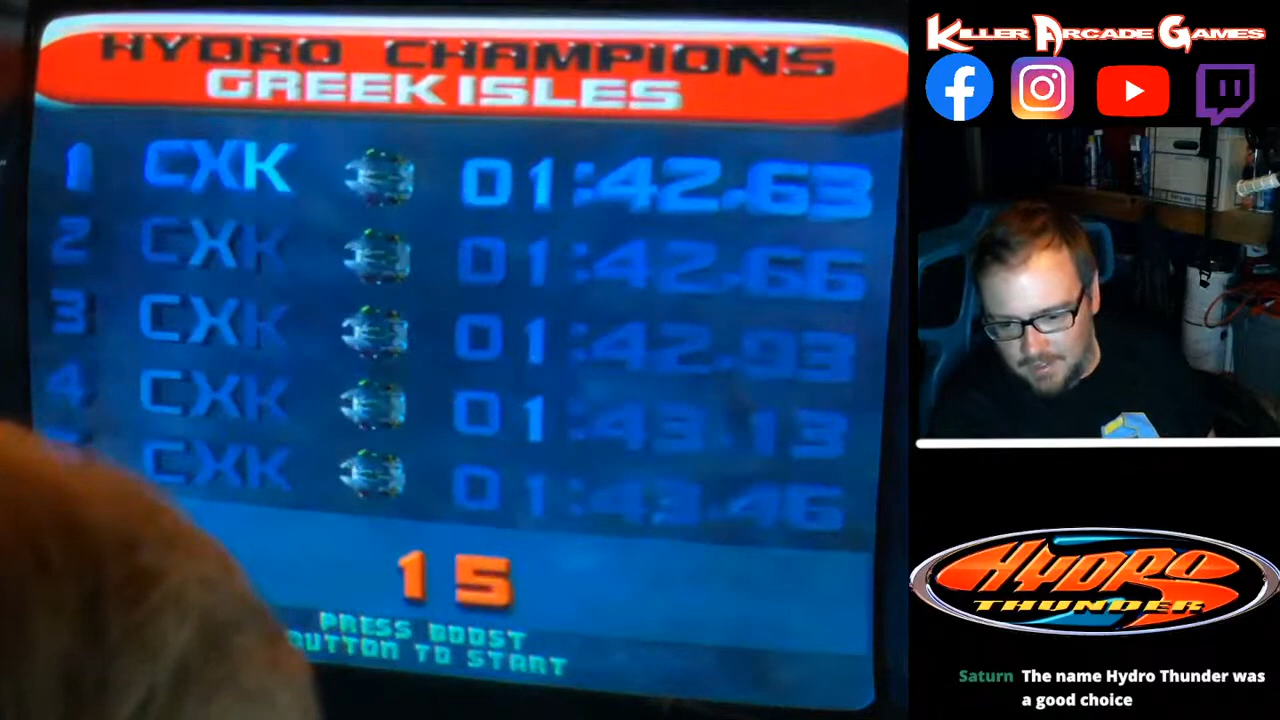 HYDRO CHAMPIONS
GREEK ISLES
1 CXK 01:42.63
2 CXK 01:42.66
3 CXK 01:42.93
4 CXK 01:43.13
CXK 01:43.46
15
PRESS BOOST
BUTTON TO START
KILLER ARCADE GAMES
HYDRO
THUNDER
Saturn The name Hydro Thunder was
a good choice